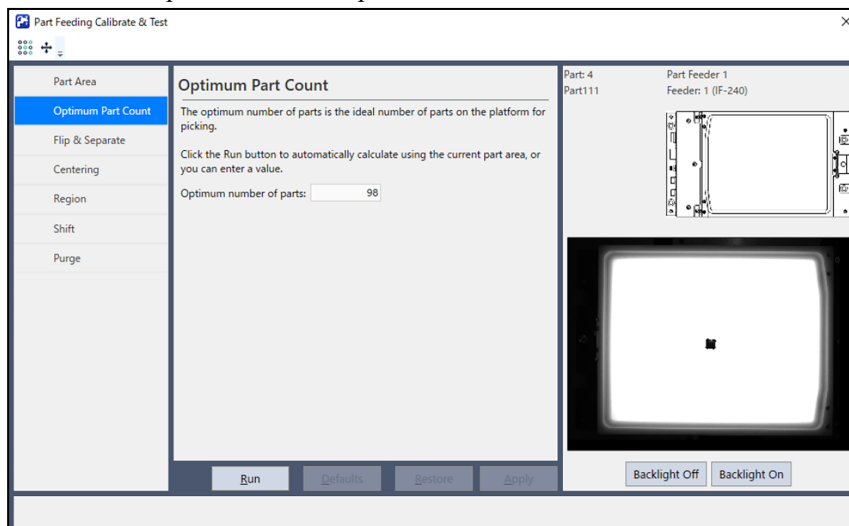 Part Feeding Calibrate & Test
Part Area
Optimum Part Count
Flip & Separate
Centering
Region
Shift
Purge
Optimum Part Count
The optimum number of parts is the ideal number of parts on the platform for
picking.
Click the Run button to automatically calculate using the current part area, or
you can enter a value.
Optimum number of parts: 98
Run
Defaults
Restore
Apply
Part: 4
Part Feeder 1
Part111
Feeder: 1 (IF-240)
Backlight Off
Backlight On